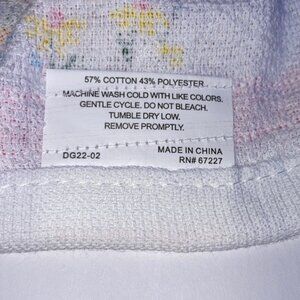 57% COTTON 43% POLYESTER
MACHINE WASH COLD WITH LIKE COLORS.
GENTLE CYCLE. DO NOT BLEACH.
TUMBLE DRY LOW.
REMOVE PROMPTLY.
MADE IN CHINA
DG22-02 RN# 67227